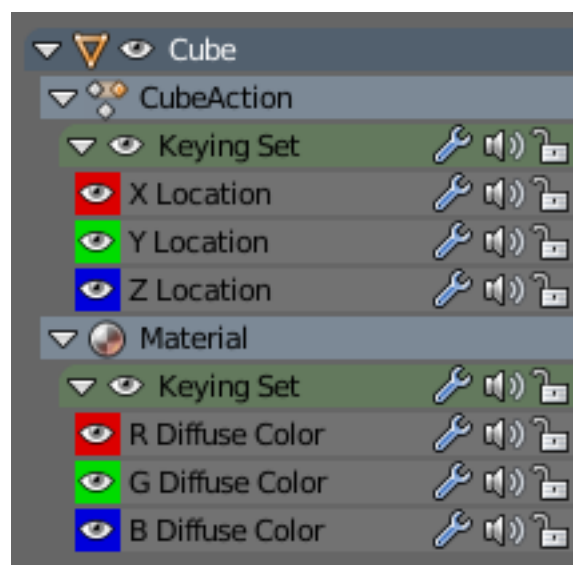 Cube
CubeAction
Keying Set
X Location
Y Location
Z Location
Material
Keying Set
R Diffuse Color
G Diffuse Color
B Diffuse Color